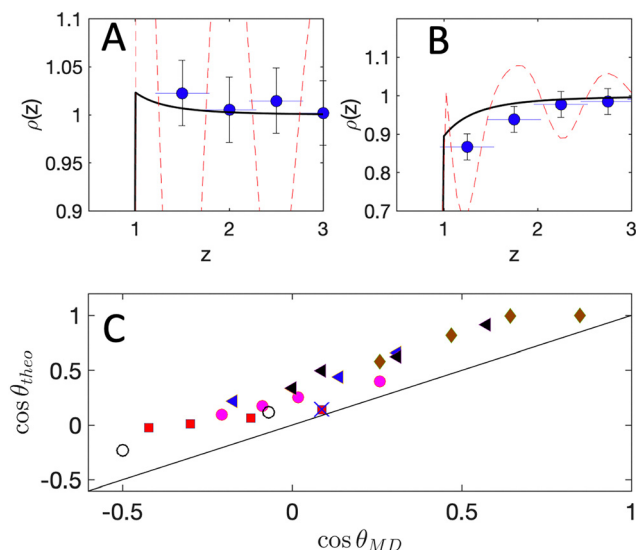 A
B
1.1
1.05
1
0.95
0.9
ρ(z)
1 2 3
z
1.1
1
0.9
0.8
0.7
ρ(z)
1 2 3
z
C
1
0.5
0
-0.5
cos θtheo
-0.5 0 0.5 1
cos θMD